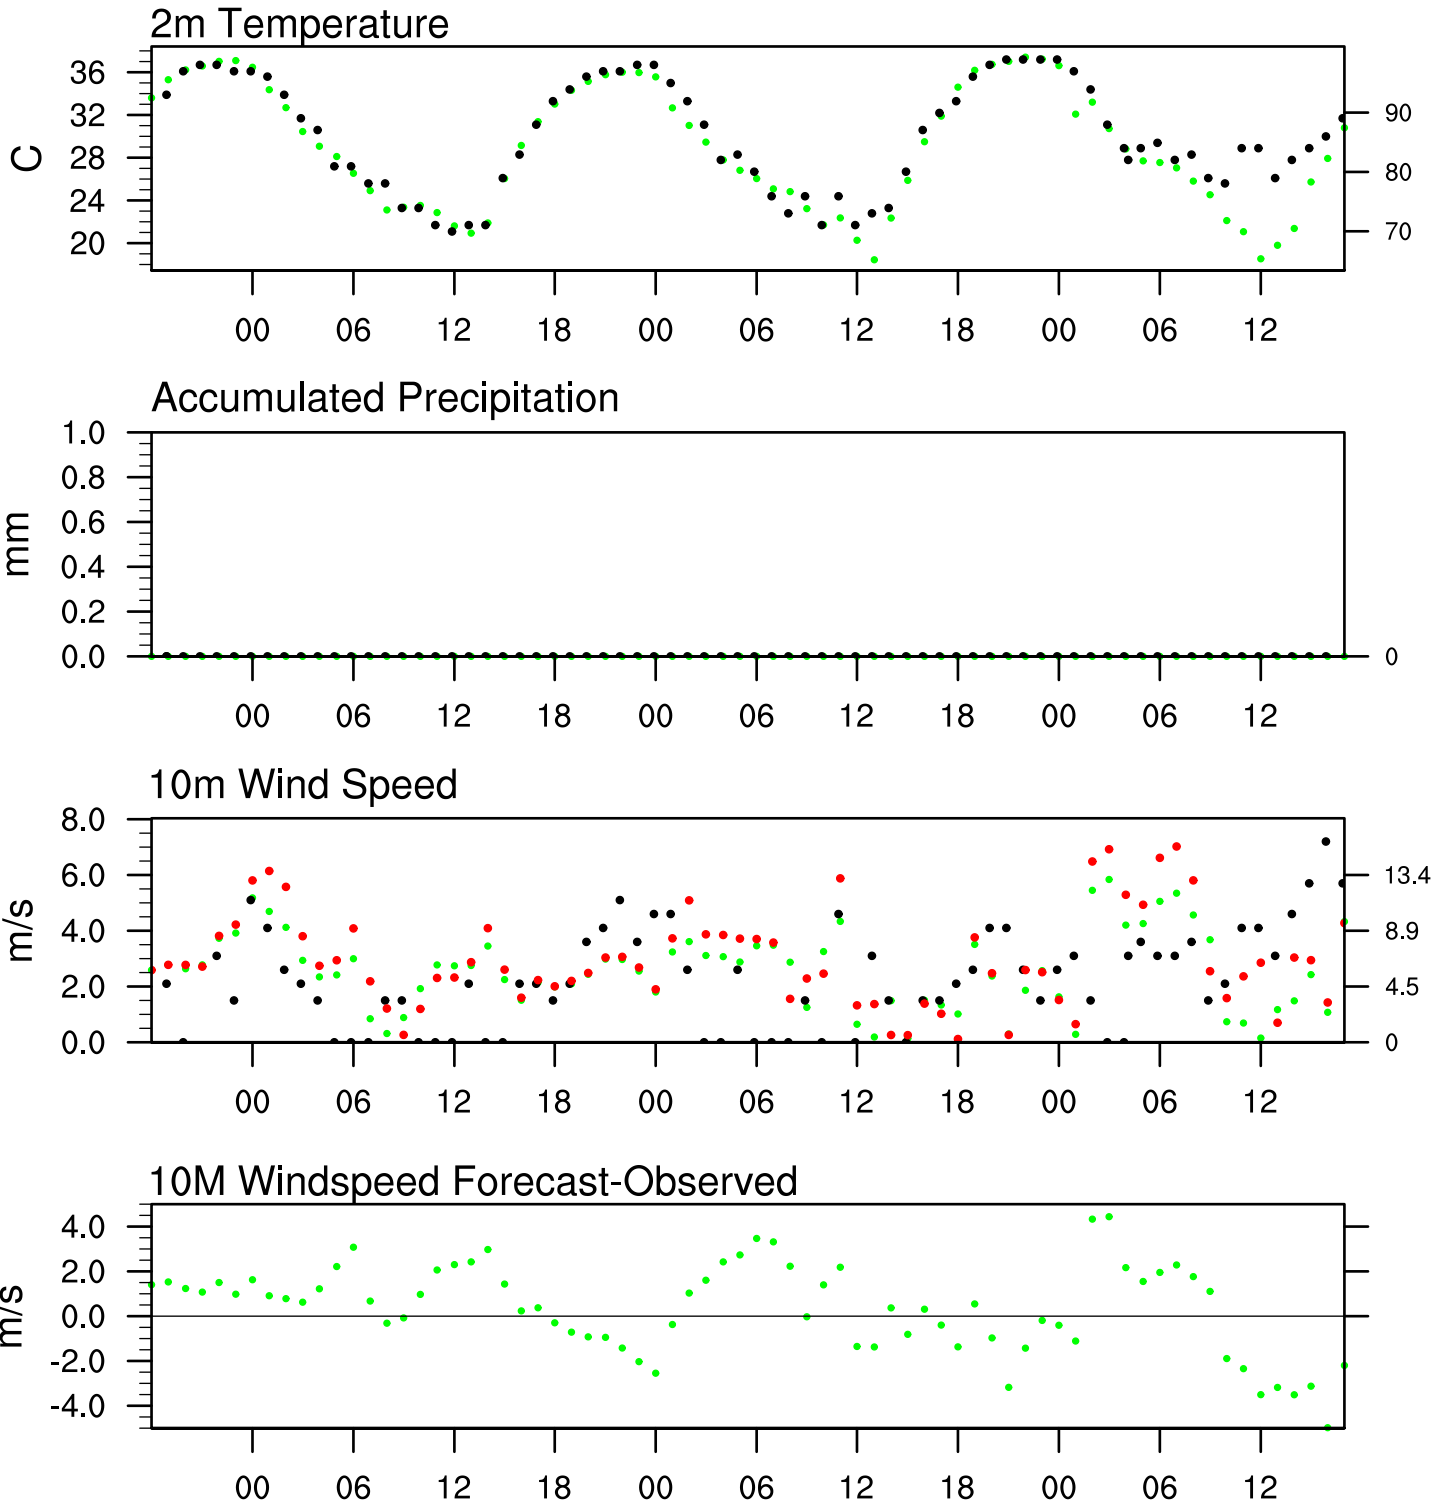 2m Temperature
C
36
32
28
24
20
90
80
70
00 06 12 18 00 06 12 18 00 06 12
Accumulated Precipitation
mm
1.0
0.8
0.6
0.4
0.2
0.0
0
00 06 12 18 00 06 12 18 00 06 12
10m Wind Speed
m/s
8.0
6.0
4.0
2.0
0.0
13.4
8.9
4.5
0
00 06 12 18 00 06 12 18 00 06 12
10M Windspeed Forecast-Observed
m/s
4.0
2.0
0.0
-2.0
-4.0
00 06 12 18 00 06 12 18 00 06 12